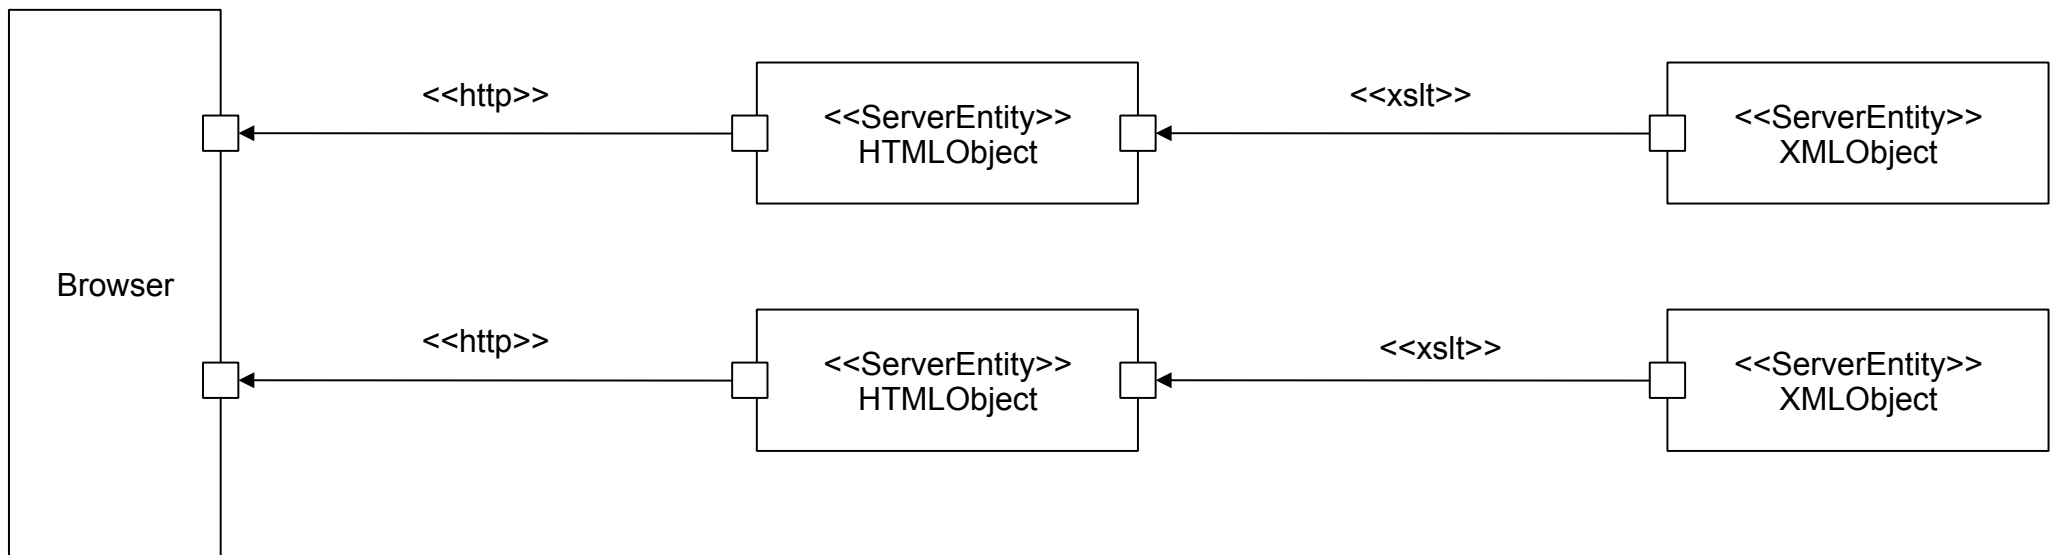 <<http>>
<<xslt>>
<<ServerEntity>>
HTMLObject
<<ServerEntity>>
XMLObject
Browser
<<http>>
<<xslt>>
<<ServerEntity>>
HTMLObject
<<ServerEntity>>
XMLObject